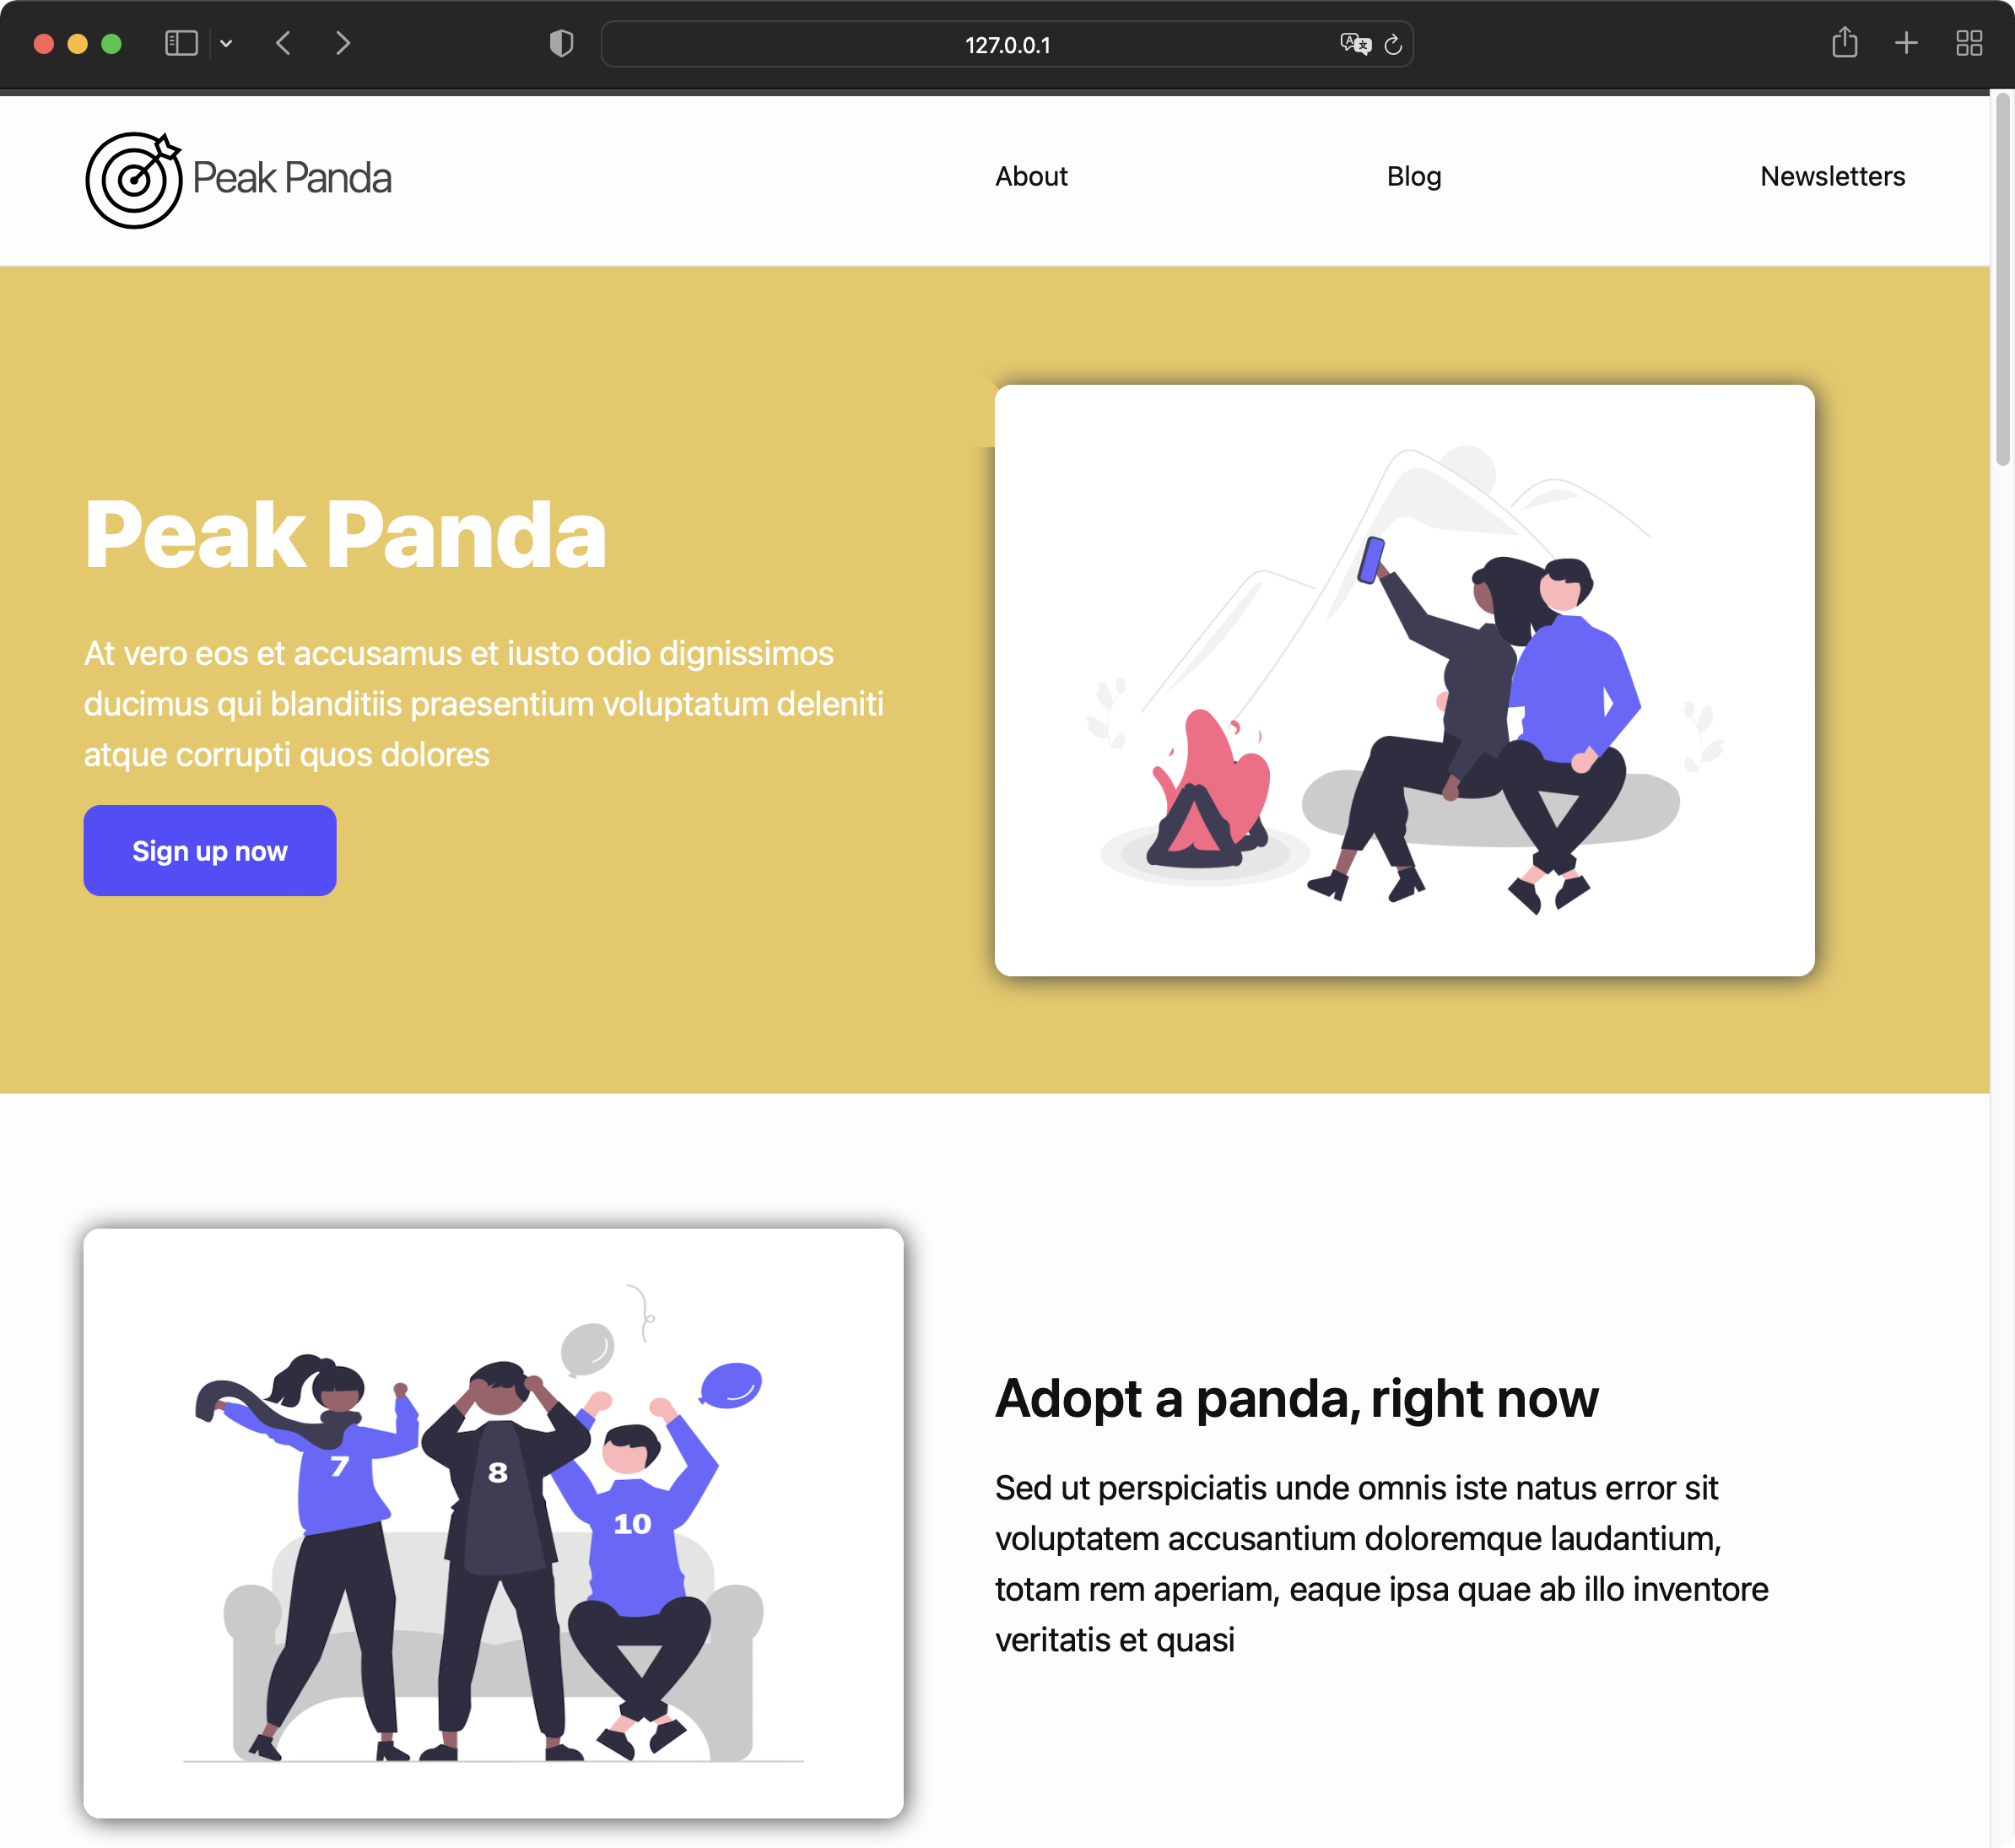 127.0.0.1
Peak Panda
About
Blog
Newsletters
Peak Panda
At vero eos et accusamus et iusto odio dignissimos
ducimus qui blanditiis praesentium voluptatum deleniti
atque corrupti quos dolores
Sign up now
7
8
10
Adopt a panda, right now
Sed ut perspiciatis unde omnis iste natus error sit
voluptatem accusantium doloremque laudantium,
totam rem aperiam, eaque ipsa quae ab illo inventore
veritatis et quasi